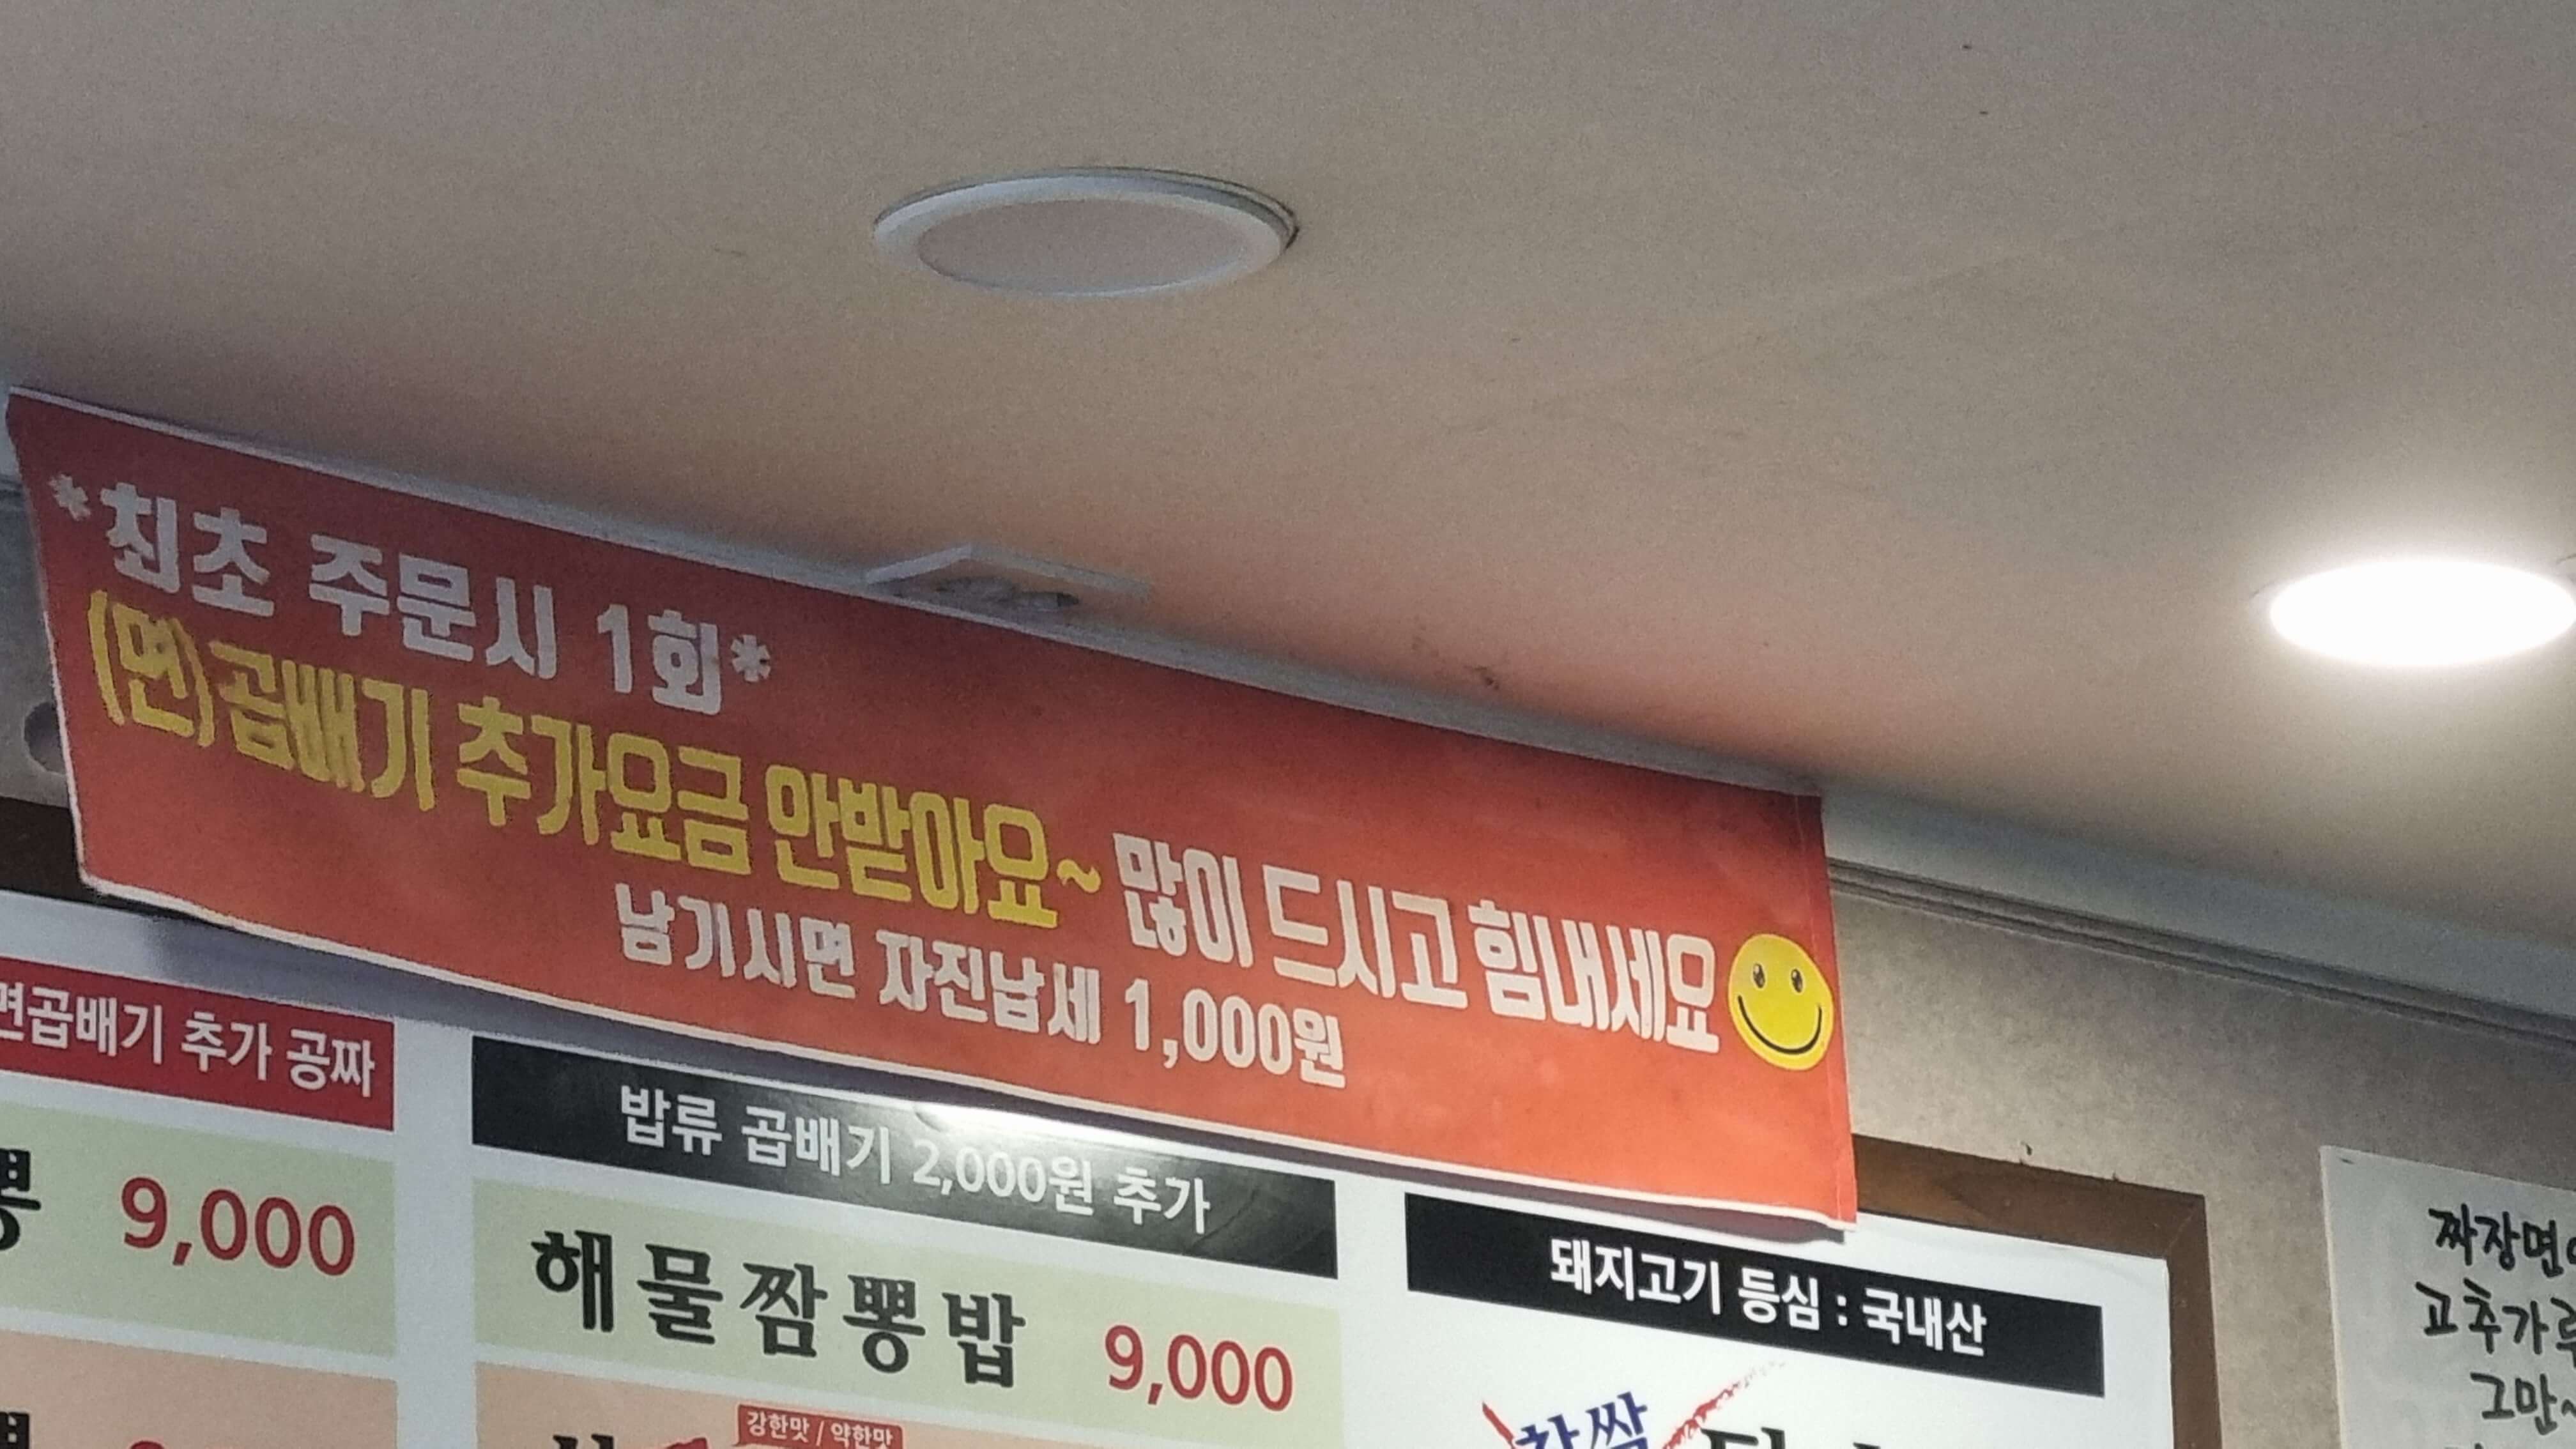 *최초 주문시 1회*
(면)곱배기 추가요금 안받아요~ 많이 드시고 힘내세요
남기시면 자진납세 1,000원
면곱배기 추가 공짜
9,000
밥류 곱배기 2,000원 추가
해물짬뽕밥 9,000
강한맛 / 약한맛
돼지고기 등심 : 국내산
찹쌀
짜장면
고추가루
그만~